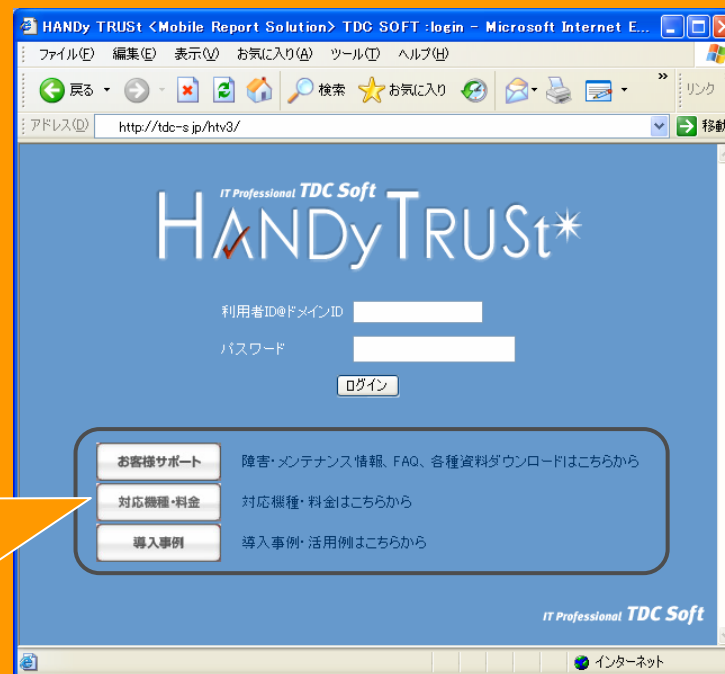 HANDy TRUSt <Mobile Report Solution> TDC SOFT :login - Microsoft Internet E...
ファイル(F) 編集(E) 表示(V) お気に入り(A) ツール(T) ヘルプ(H)
戻る 検索 お気に入り » リンク
アドレス(D) http://tdc-s jp/htv3/ 移動
IT Professional TDC Soft
HANDyTRUSt
利用者ID@ドメインID
パスワード
ログイン
お客様サポート 障害・メンテナンス情報、FAQ、各種資料ダウンロードはこちらから
対応機種・料金 対応機種・料金はこちらから
導入事例 導入事例・活用例はこちらから
IT Professional TDC Soft
インターネット